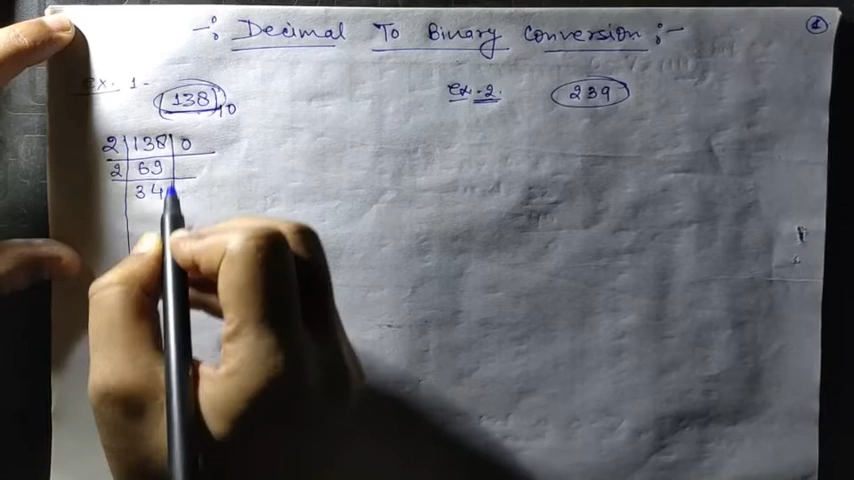 -: Decimal To Binary Conversion :-
1
ex. 1- (138)10
ex.-2. 239
2 138 0
2 69
34